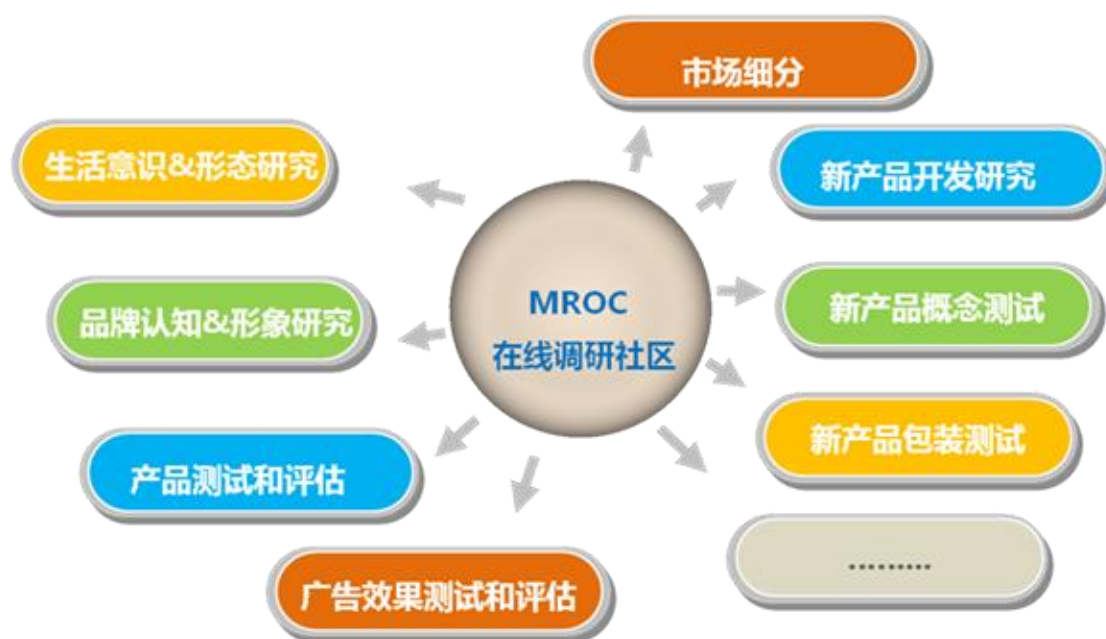 市场细分
生活意识&形态研究
新产品开发研究
品牌认知&形象研究
MROC
在线调研社区
新产品概念测试
产品测试和评估
新产品包装测试
广告效果测试和评估
.........